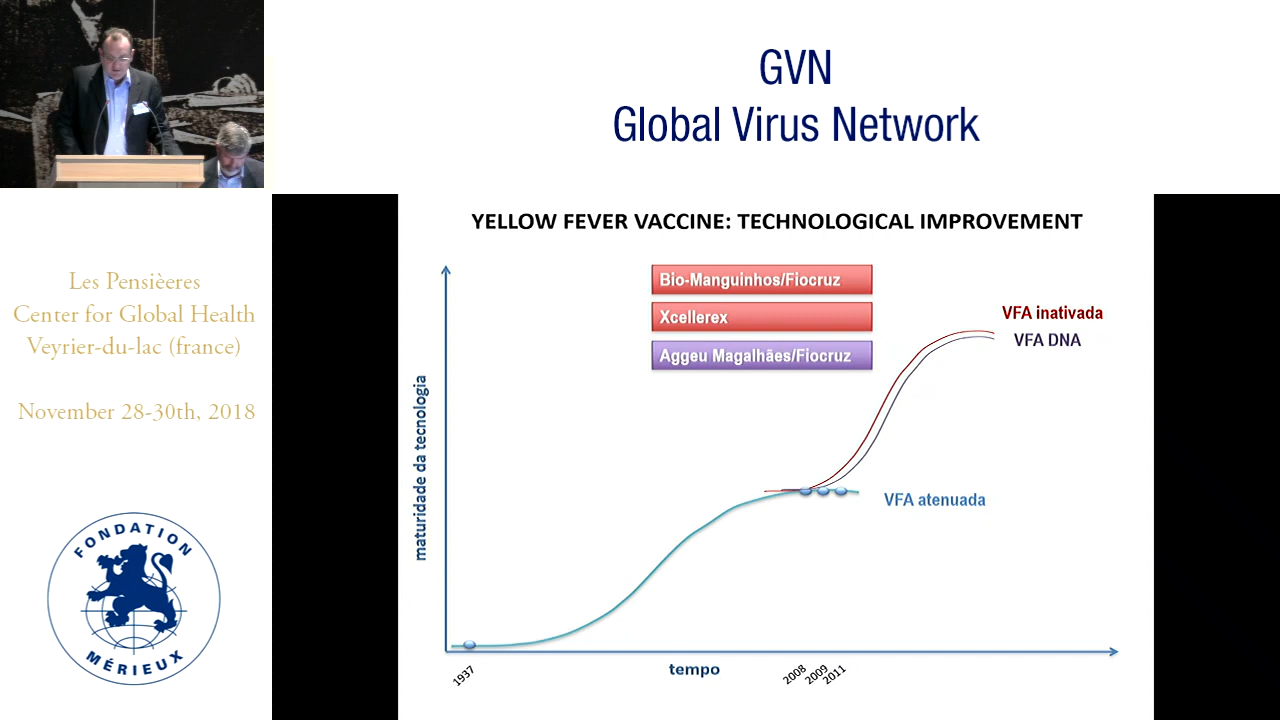 GVN
Global Virus Network
Les Pensièeres
Center for Global Health
Veyrier-du-lac (france)
November 28-30th, 2018
FONDATION
MÉRIEUX
YELLOW FEVER VACCINE: TECHNOLOGICAL IMPROVEMENT
Bio-Manguinhos/Fiocruz
Xcellerex
Aggeu Magalhães/Fiocruz
VFA inativada
VFA DNA
VFA atenuada
maturidade da tecnologia
1937
tempo
2008
2009
2011